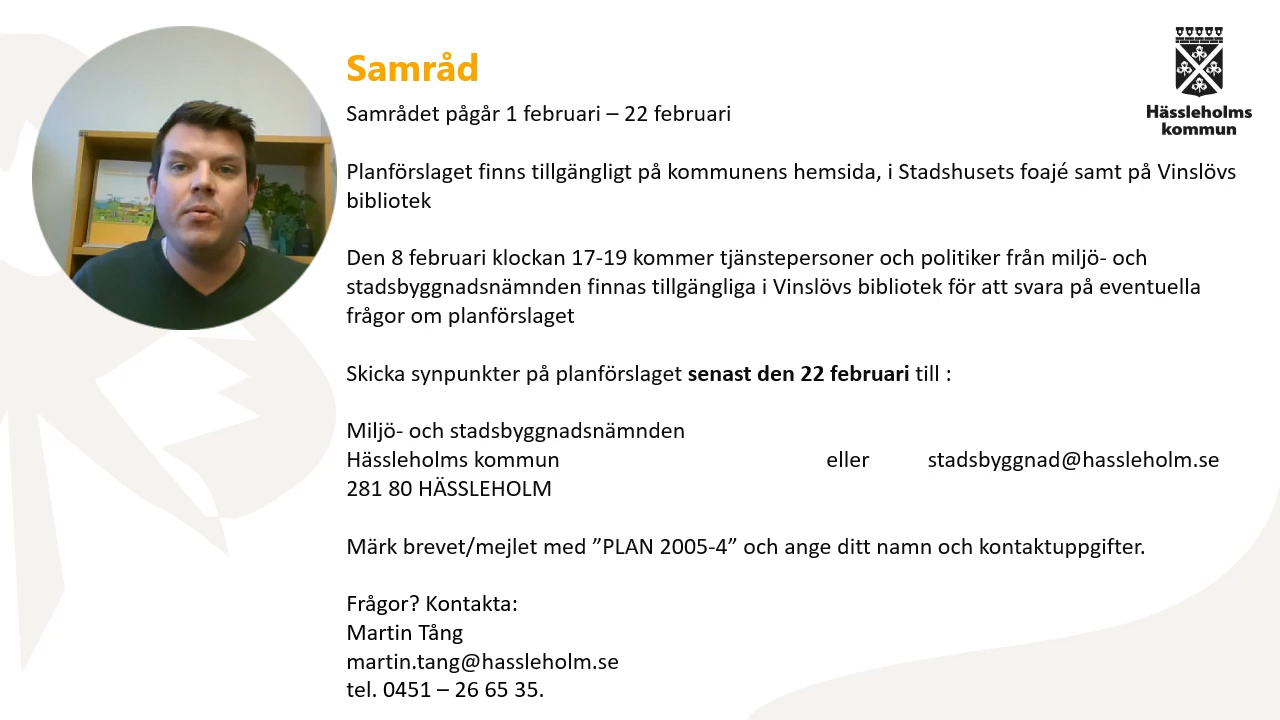 Samråd
Hässleholms
kommun
Samrådet pågår 1 februari – 22 februari
Planförslaget finns tillgängligt på kommunens hemsida, i Stadshusets foajé samt på Vinslövs
bibliotek
Den 8 februari klockan 17-19 kommer tjänstepersoner och politiker från miljö- och
stadsbyggnadsnämnden finnas tillgängliga i Vinslövs bibliotek för att svara på eventuella
frågor om planförslaget
Skicka synpunkter på planförslaget senast den 22 februari till :
Miljö- och stadsbyggnadsnämnden
Hässleholms kommun eller stadsbyggnad@hassleholm.se
281 80 HÄSSLEHOLM
Märk brevet/mejlet med ”PLAN 2005-4” och ange ditt namn och kontaktuppgifter.
Frågor? Kontakta:
Martin Tång
martin.tang@hassleholm.se
tel. 0451 – 26 65 35.